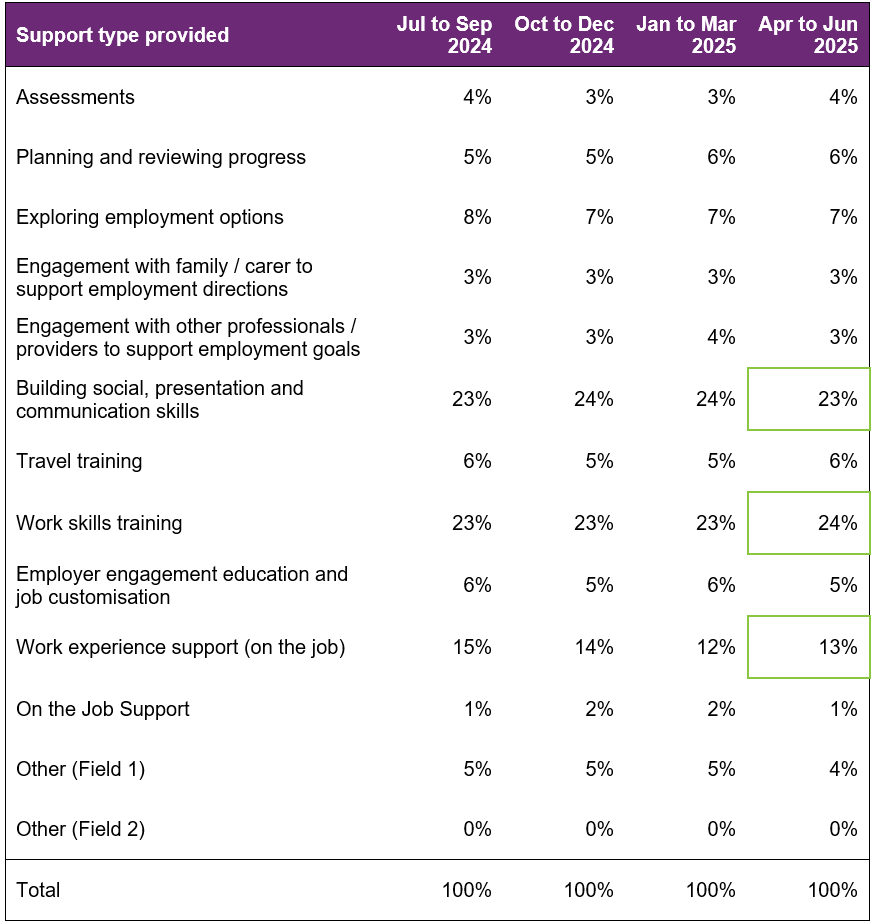 Support type provided Jul to Sep 2024 Oct to Dec 2024 Jan to Mar 2025 Apr to Jun 2025
Assessments 4% 3% 3% 4%
Planning and reviewing progress 5% 5% 6% 6%
Exploring employment options 8% 7% 7% 7%
Engagement with family / carer to
support employment directions 3% 3% 3% 3%
Engagement with other professionals /
providers to support employment goals 3% 3% 4% 3%
Building social, presentation and
communication skills 23% 24% 24% 23%
Travel training 6% 5% 5% 6%
Work skills training 23% 23% 23% 24%
Employer engagement education and
job customisation 6% 5% 6% 5%
Work experience support (on the job) 15% 14% 12% 13%
On the Job Support 1% 2% 2% 1%
Other (Field 1) 5% 5% 5% 4%
Other (Field 2) 0% 0% 0% 0%
Total 100% 100% 100% 100%